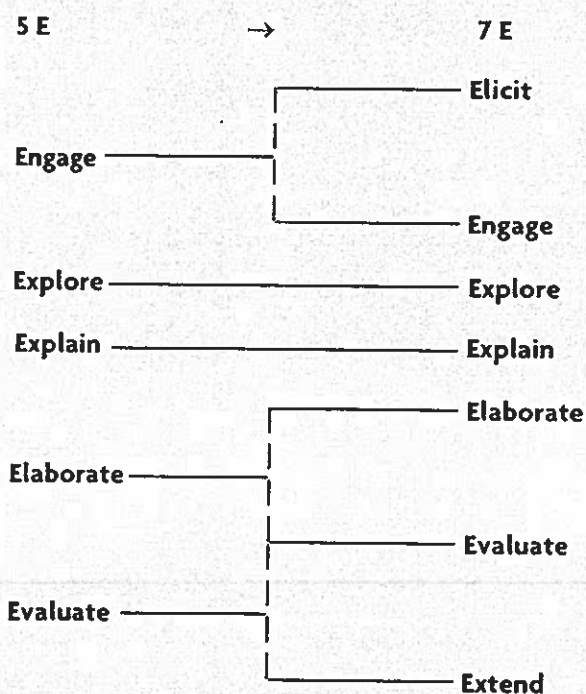 5 E → 7 E
Elicit
Engage
Engage
Explore Explore
Explain Explain
Elaborate
Elaborate
Evaluate
Evaluate
Extend